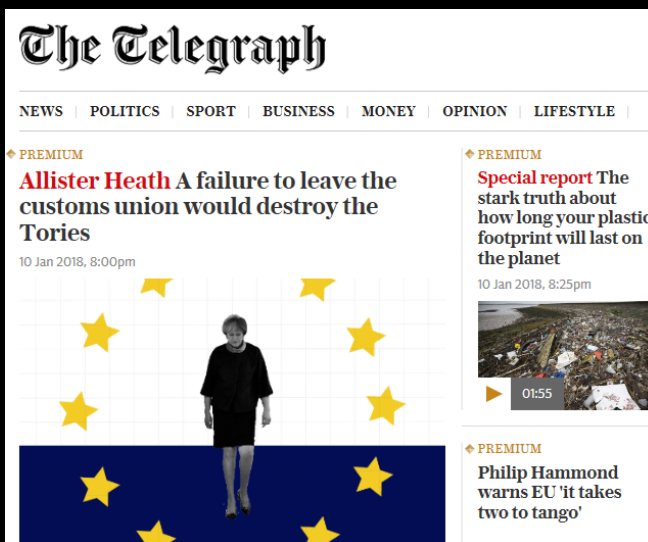 The Telegraph
NEWS | POLITICS | SPORT | BUSINESS | MONEY | OPINION | LIFESTYLE |
PREMIUM
Allister Heath A failure to leave the
customs union would destroy the
Tories
10 Jan 2018, 8:00pm
PREMIUM
Special report The
stark truth about
how long your plastic
footprint will last on
the planet
10 Jan 2018, 8:25pm
01:55
PREMIUM
Philip Hammond
warns EU 'it takes
two to tango'